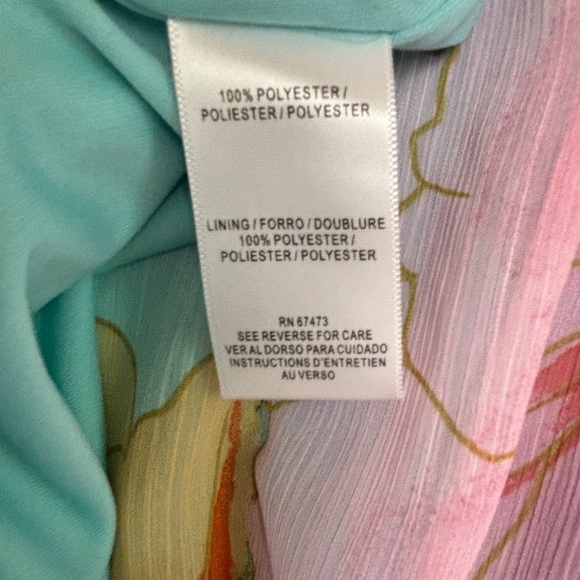 100% POLYESTER /
POLIESTER / POLYESTER
LINING / FORRO / DOUBLURE
100% POLYESTER /
POLIESTER / POLYESTER
RN 67473
SEE REVERSE FOR CARE
VER AL DORSO PARA CUIDADO
INSTRUCTIONS D'ENTRETIEN
AU VERSO